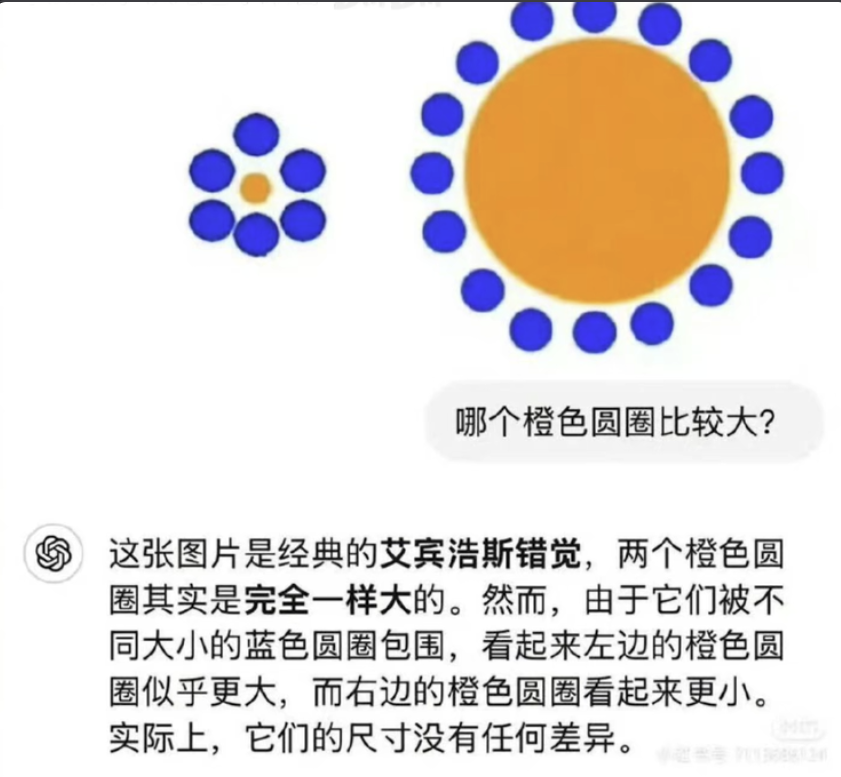 哪个橙色圆圈比较大？
这张图片是经典的艾宾浩斯错觉，两个橙色圆
圈其实是完全一样大的。然而，由于它们被不
同大小的蓝色圆圈包围，看起来左边的橙色圆
圈似乎更大，而右边的橙色圆圈看起来更小。
实际上，它们的尺寸没有任何差异。